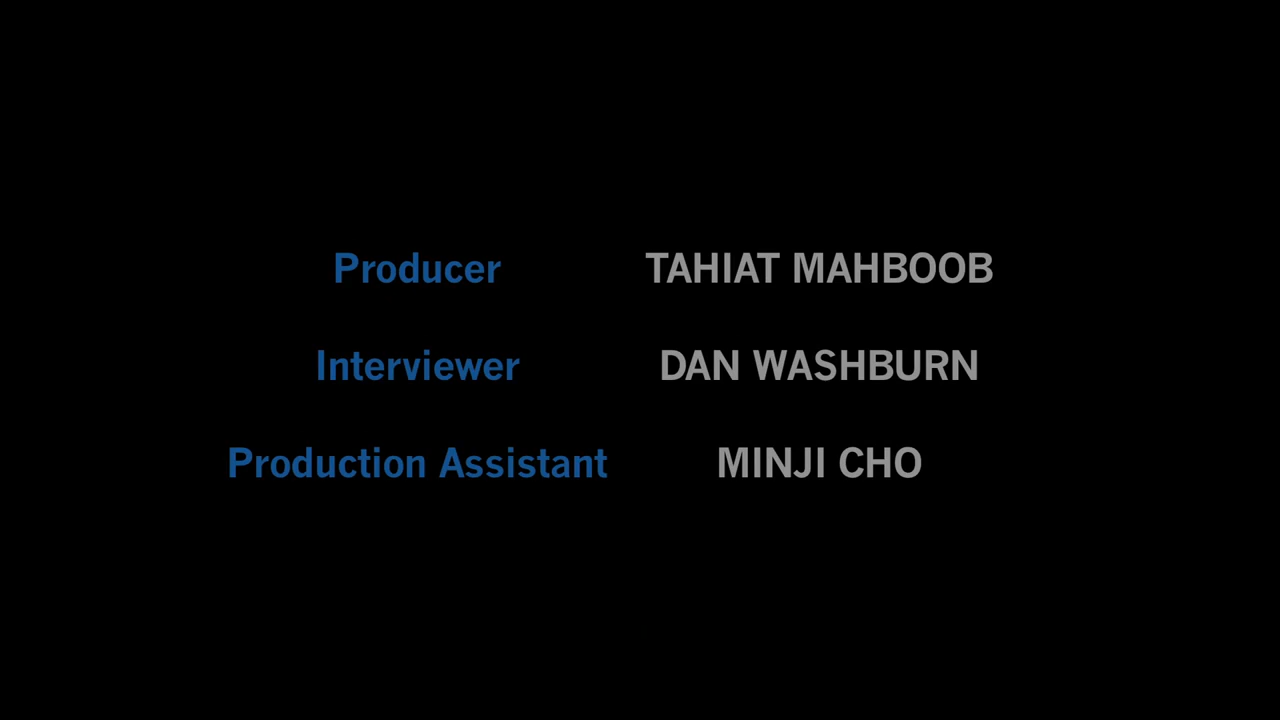 Producer TAHIAT MAHBOOB
Interviewer DAN WASHBURN
Production Assistant MINJI CHO